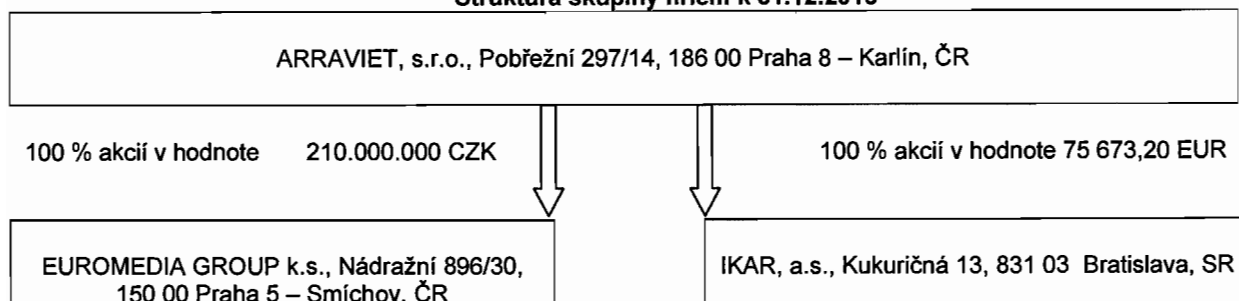 ARRAVIET, s.r.o., Pobřežní 297/14, 186 00 Praha 8 – Karlín, ČR
100 % akcií v hodnote 210.000.000 CZK
100 % akcií v hodnote 75 673,20 EUR
EUROMEDIA GROUP k.s., Nádražní 896/30,
150 00 Praha 5 – Smíchov, ČR
IKAR, a.s., Kukuričná 13, 831 03 Bratislava, SR